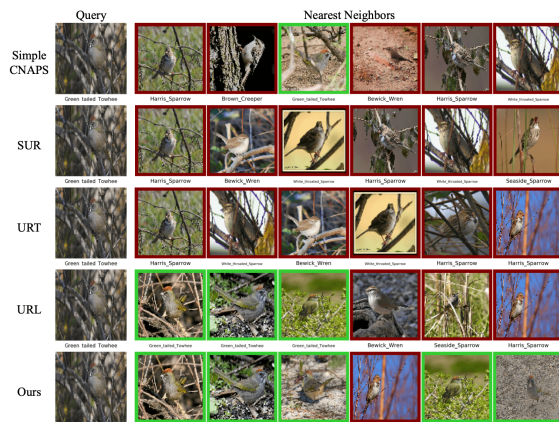 Query
Nearest Neighbors
Simple
CNAPS
Green tailed Towhee
Harris_Sparrow
Brown_Creeper
Green_tailed_Towhee
Bewick_Wren
Harris_Sparrow
White_throated_Sparrow
SUR
Green tailed Towhee
Harris_Sparrow
Bewick_Wren
White_throated_Sparrow
Harris_Sparrow
White_throated_Sparrow
Seaside_Sparrow
URT
Green tailed Towhee
Harris_Sparrow
White_throated_Sparrow
Bewick_Wren
White_throated_Sparrow
Harris_Sparrow
Harris_Sparrow
URL
Green tailed Towhee
Green_tailed_Towhee
Green_tailed_Towhee
Green_tailed_Towhee
Bewick_Wren
Seaside_Sparrow
Harris_Sparrow
Ours